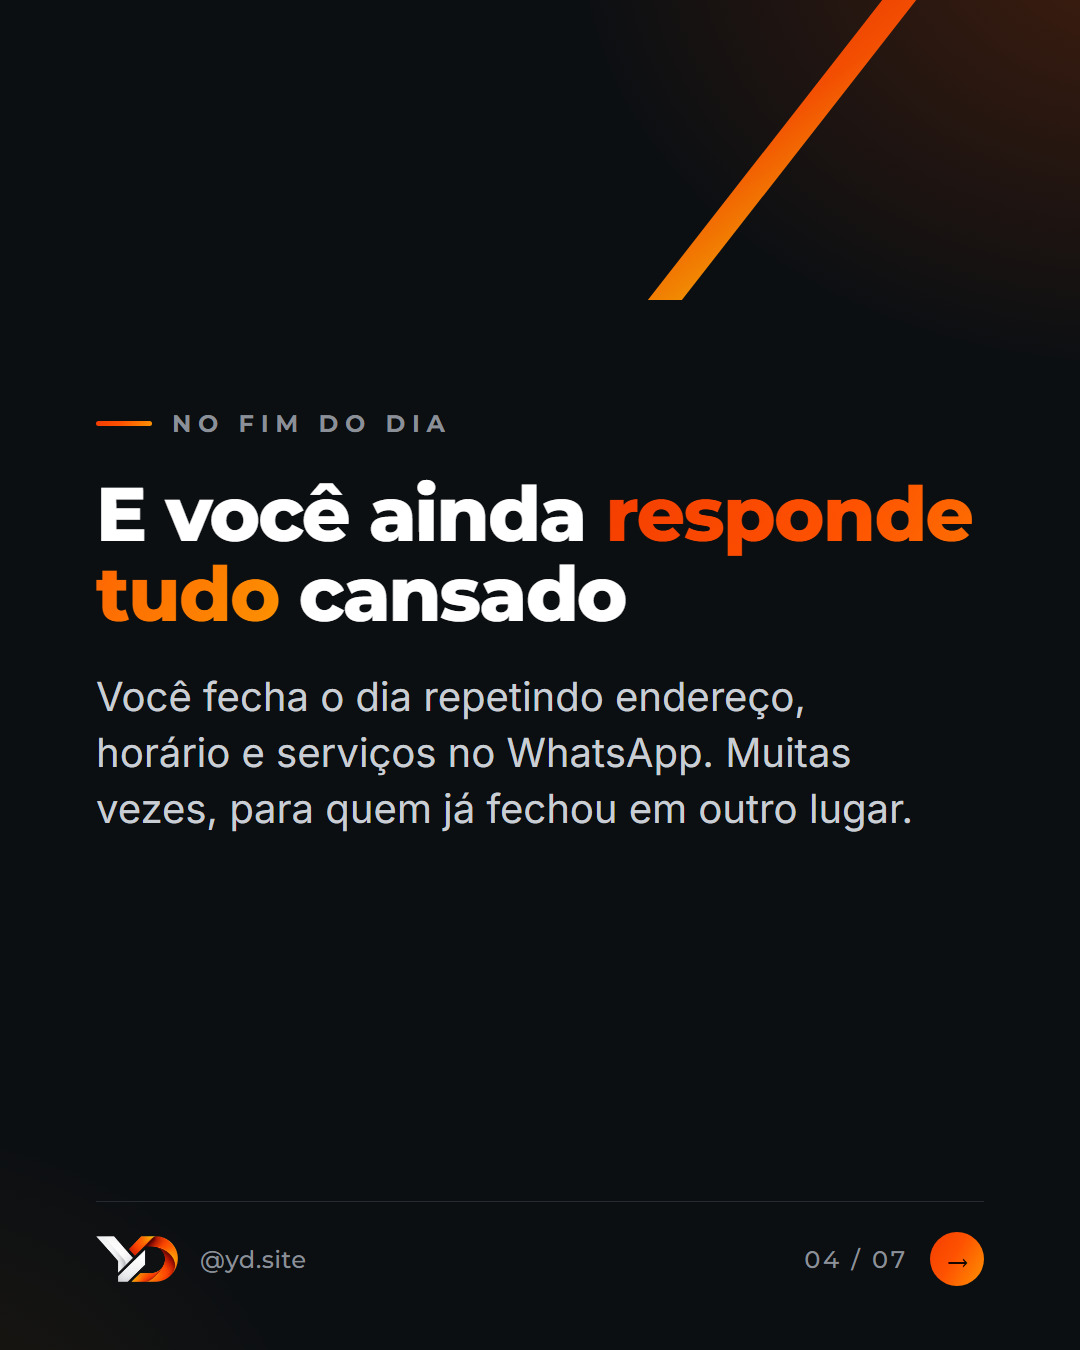 NO FIM DO DIA
E você ainda responde
tudo cansado
Você fecha o dia repetindo endereço,
horário e serviços no WhatsApp. Muitas
vezes, para quem já fechou em outro lugar.
YD @yd.site 04 / 07 →